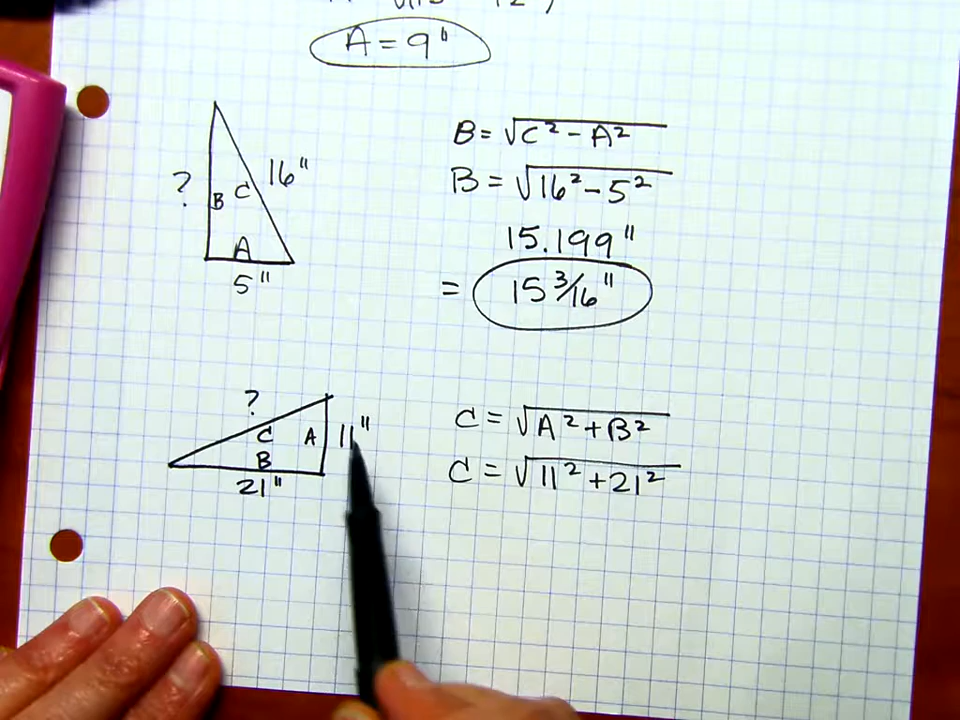 A = 9"
B = √C² - A²
? B C 16"
B = √16² - 5²
A
5"
15.199"
= 15 3/16"
?
C A 11"
B
21"
C = √A² + B²
C = √11² + 21²